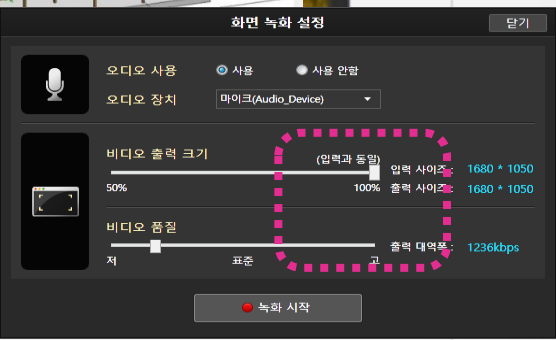 화면 녹화 설정
닫기
오디오 사용
사용
사용 안함
오디오 장치
마이크(Audio_Device)
비디오 출력 크기
(입력과 동일)
50%
100%
입력 사이즈 : 1680 * 1050
출력 사이즈 : 1680 * 1050
비디오 품질
저
표준
고
출력 대역폭 : 1236kbps
녹화 시작